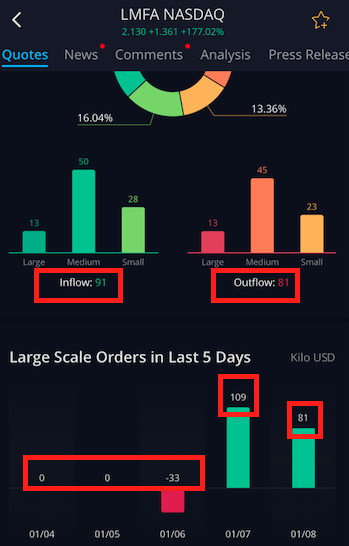 LMFA NASDAQ
2.130 +1.361 +177.02%
Quotes News Comments Analysis Press Release
16.04%
13.36%
50
45
28
23
13
13
Large Medium Small
Large Medium Small
Inflow: 91
Outflow: 81
Large Scale Orders in Last 5 Days
Kilo USD
109
81
0 0 -33
01/04 01/05 01/06 01/07 01/08